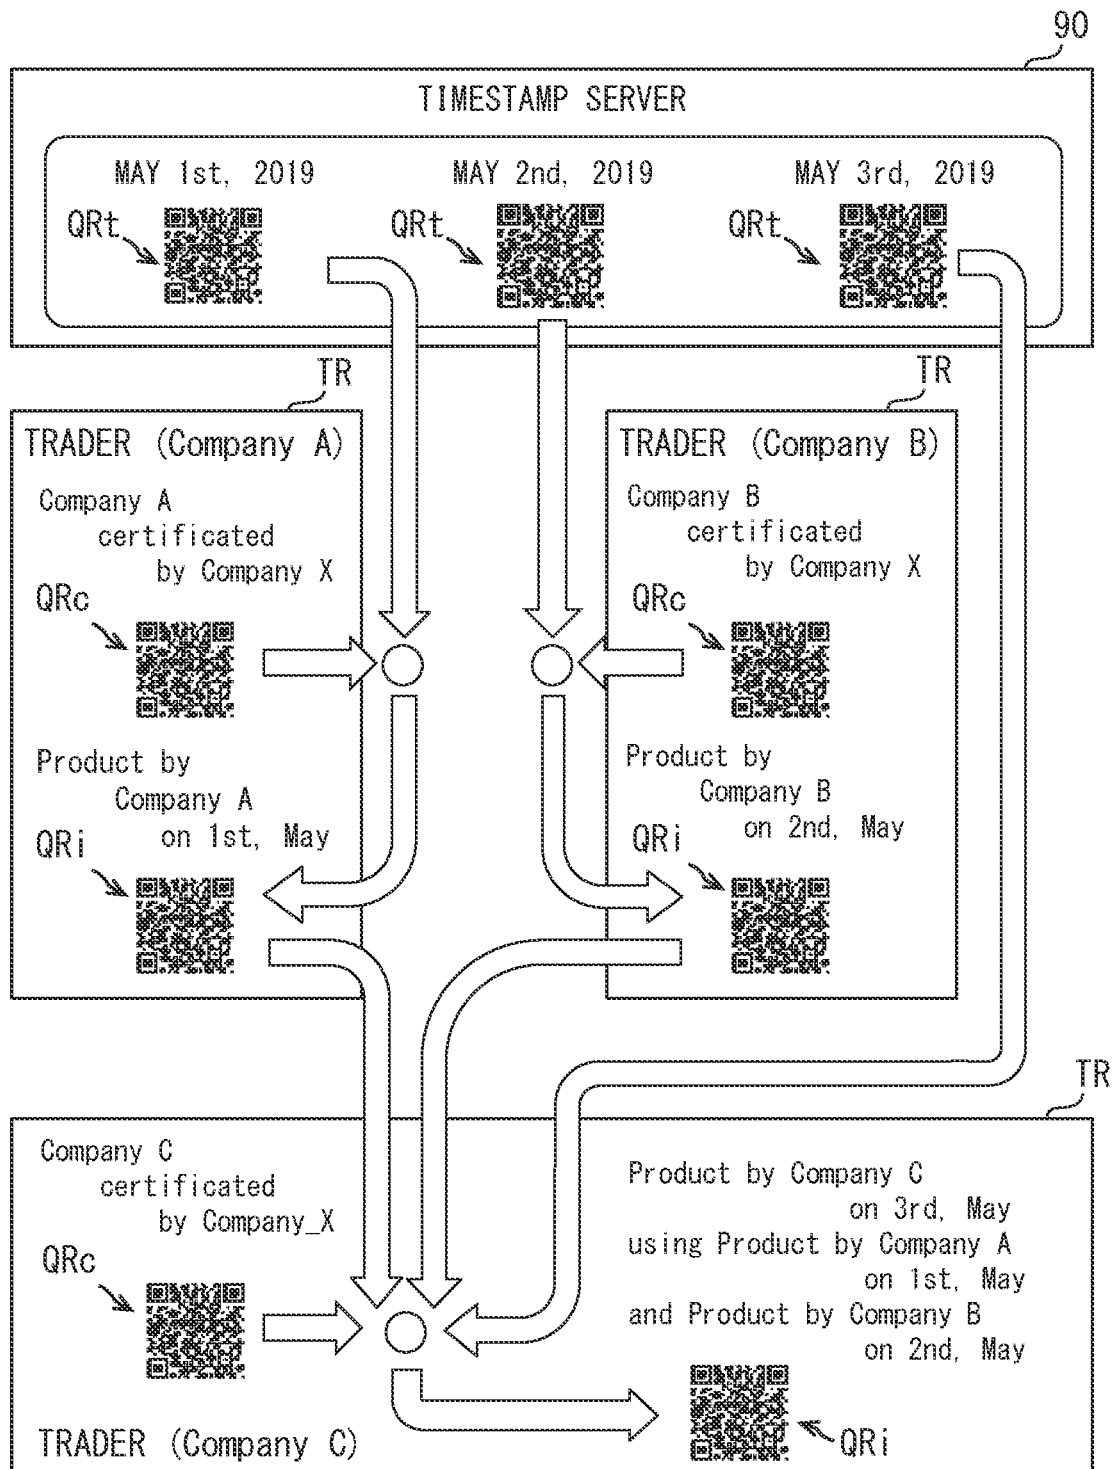 90
TIMESTAMP SERVER
MAY 1st, 2019
MAY 2nd, 2019
MAY 3rd, 2019
QRt
QRt
QRt
TR
TRADER (Company A)
Company A
certificated
by Company X
QRc
Product by
Company A
on 1st, May
QRi
TR
TRADER (Company B)
Company B
certificated
by Company X
QRc
Product by
Company B
on 2nd, May
QRi
TR
Company C
certificated
by Company_X
QRc
TRADER (Company C)
Product by Company C
on 3rd, May
using Product by Company A
on 1st, May
and Product by Company B
on 2nd, May
QRi